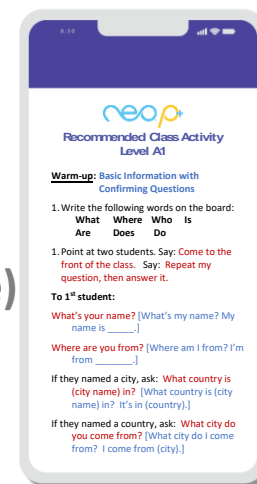 8:50
neap+
Recommended Class Activity
Level A1
Warm-up: Basic Information with
Confirming Questions
1. Write the following words on the board:
What Where Who Is
Are Does Do
1. Point at two students. Say: Come to the
front of the class. Say: Repeat my
question, then answer it.
To 1st student:
What's your name? [What's my name? My
name is _____.]
Where are you from? [Where am I from? I'm
from _______.]
If they named a city, ask: What country is
(city name) in? [What country is (city
name) in? It's in (country).]
If they named a country, ask: What city do
you come from? [What city do I come
from? I come from (city).]
)